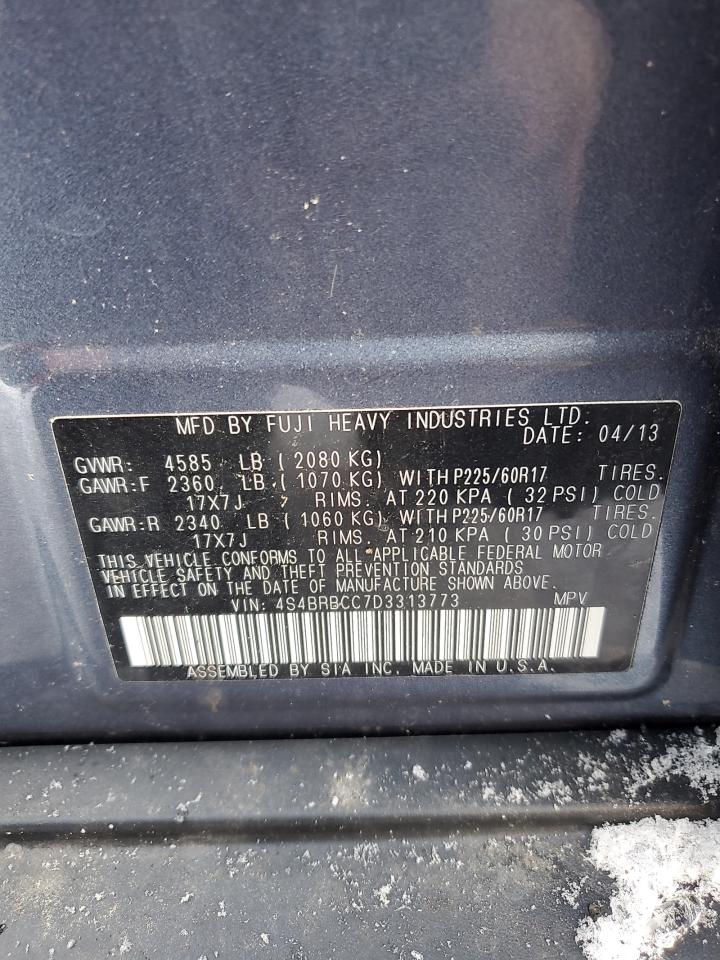 MFD BY FUJI HEAVY INDUSTRIES LTD.
DATE: 04/13
GVWR: 4585 LB ( 2080 KG)
GAWR:F 2360 LB ( 1070 KG) WITH P225/60R17 TIRES.
17X7J RIMS. AT 220 KPA ( 32 PSI) COLD
GAWR:R 2340 LB ( 1060 KG) WITH P225/60R17 TIRES.
17X7J RIMS. AT 210 KPA ( 30 PSI) COLD
THIS VEHICLE CONFORMS TO ALL APPLICABLE FEDERAL MOTOR
VEHICLE SAFETY AND THEFT PREVENTION STANDARDS
IN EFFECT ON THE DATE OF MANUFACTURE SHOWN ABOVE.
VIN: 4S4BRBCC7D3313773 MPV
ASSEMBLED BY SIA INC. MADE IN U.S.A.